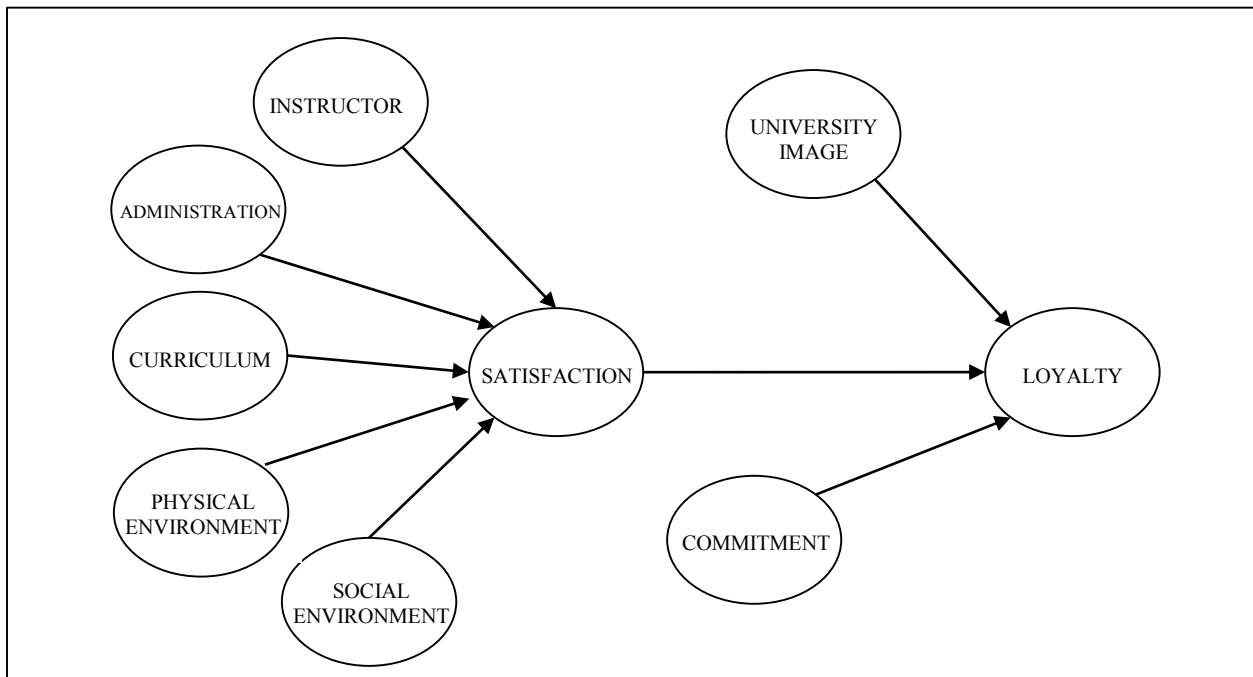 INSTRUCTOR
UNIVERSITY
IMAGE
ADMINISTRATION
CURRICULUM
SATISFACTION
LOYALTY
PHYSICAL
ENVIRONMENT
COMMITMENT
SOCIAL
ENVIRONMENT